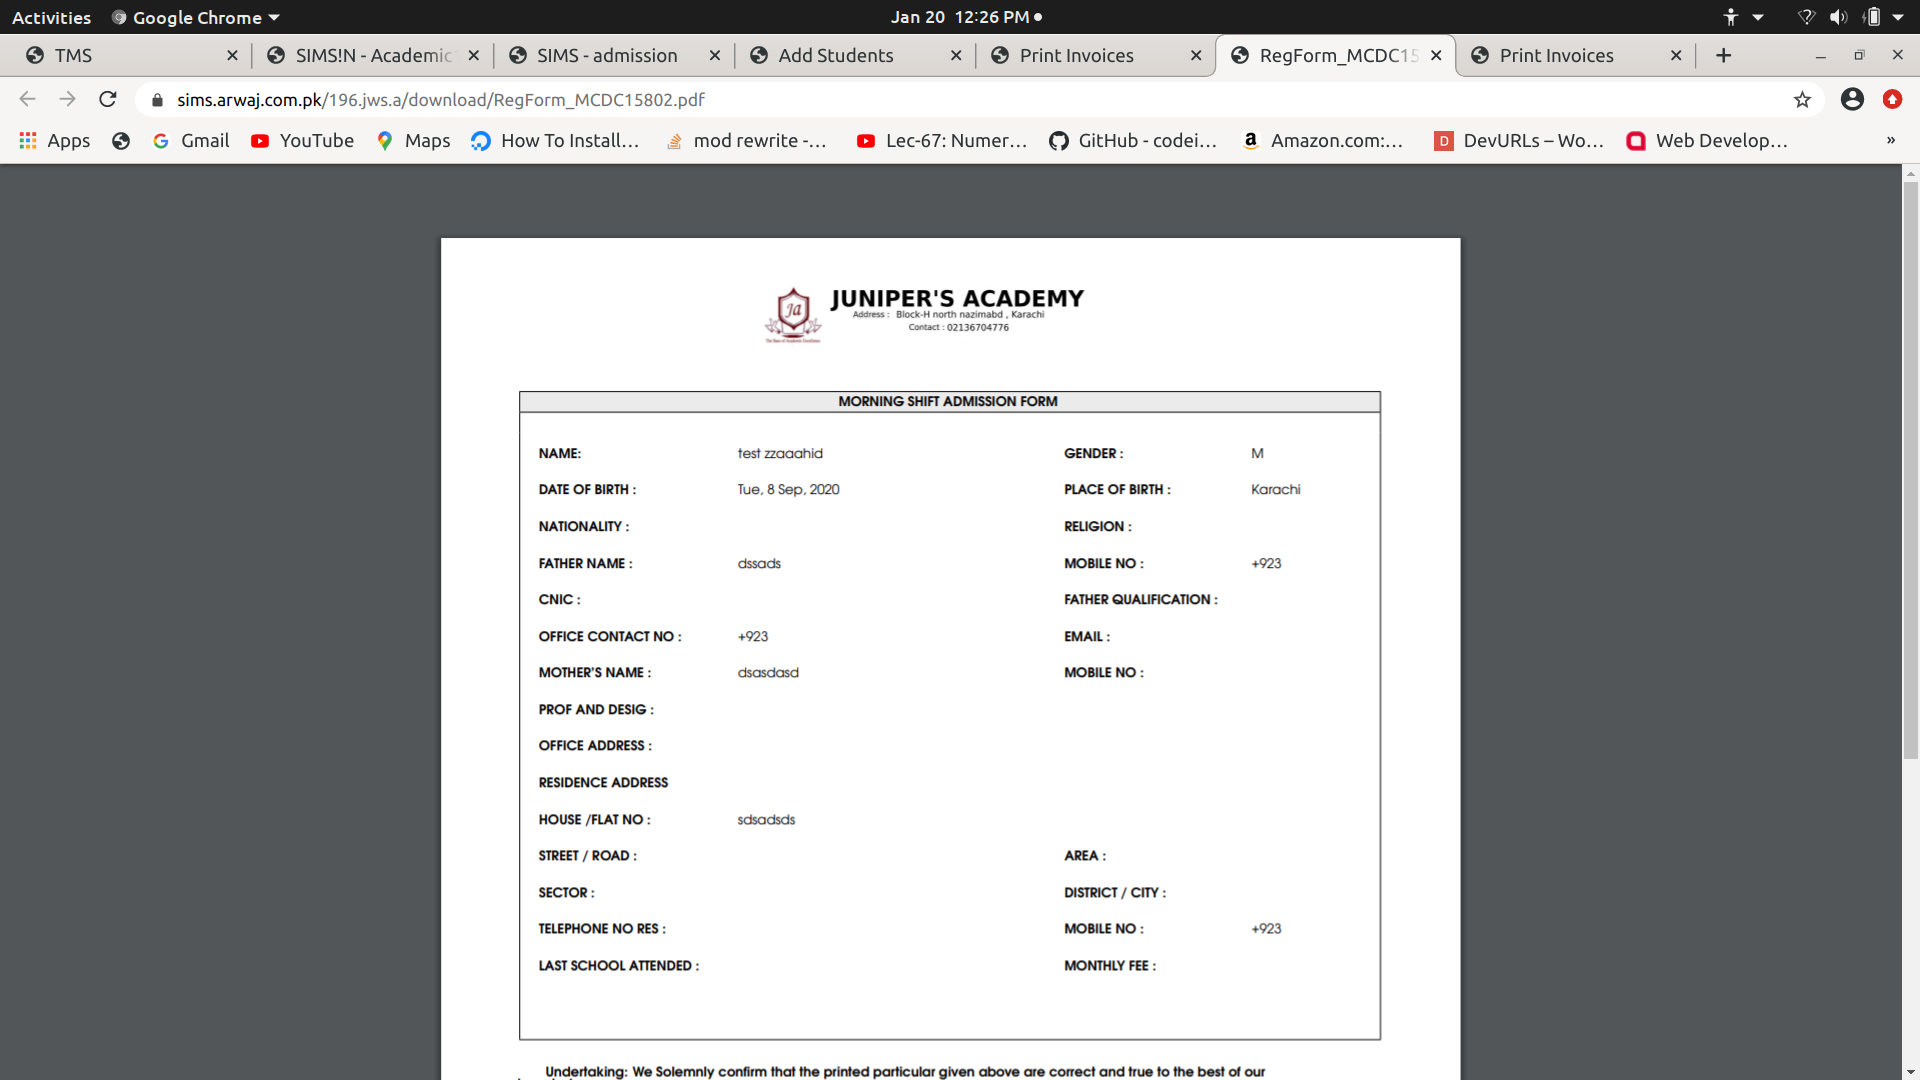 Activities Google Chrome Jan 20 12:26 PM
TMS SIMS!N - Academic SIMS - admission Add Students Print Invoices RegForm_MCDC15 Print Invoices
sims.arwaj.com.pk/196.jws.a/download/RegForm_MCDC15802.pdf
Apps Gmail YouTube Maps How To Install... mod rewrite -... Lec-67: Numer... GitHub - codei... Amazon.com:... DevURLs – Wo... Web Develop... »
JUNIPER'S ACADEMY
Address : Block-H north nazimabd , Karachi
Contact : 02136704776
Ja
MORNING SHIFT ADMISSION FORM
NAME: test zzaaahid GENDER : M
DATE OF BIRTH : Tue, 8 Sep, 2020 PLACE OF BIRTH : Karachi
NATIONALITY : RELIGION :
FATHER NAME : dssads MOBILE NO : +923
CNIC : FATHER QUALIFICATION :
OFFICE CONTACT NO : +923 EMAIL :
MOTHER'S NAME : dsasdasd MOBILE NO :
PROF AND DESIG :
OFFICE ADDRESS :
RESIDENCE ADDRESS
HOUSE /FLAT NO : sdsadsds
STREET / ROAD : AREA :
SECTOR : DISTRICT / CITY :
TELEPHONE NO RES : MOBILE NO : +923
LAST SCHOOL ATTENDED : MONTHLY FEE :
Undertaking: We Solemnly confirm that the printed particular given above are correct and true to the best of our